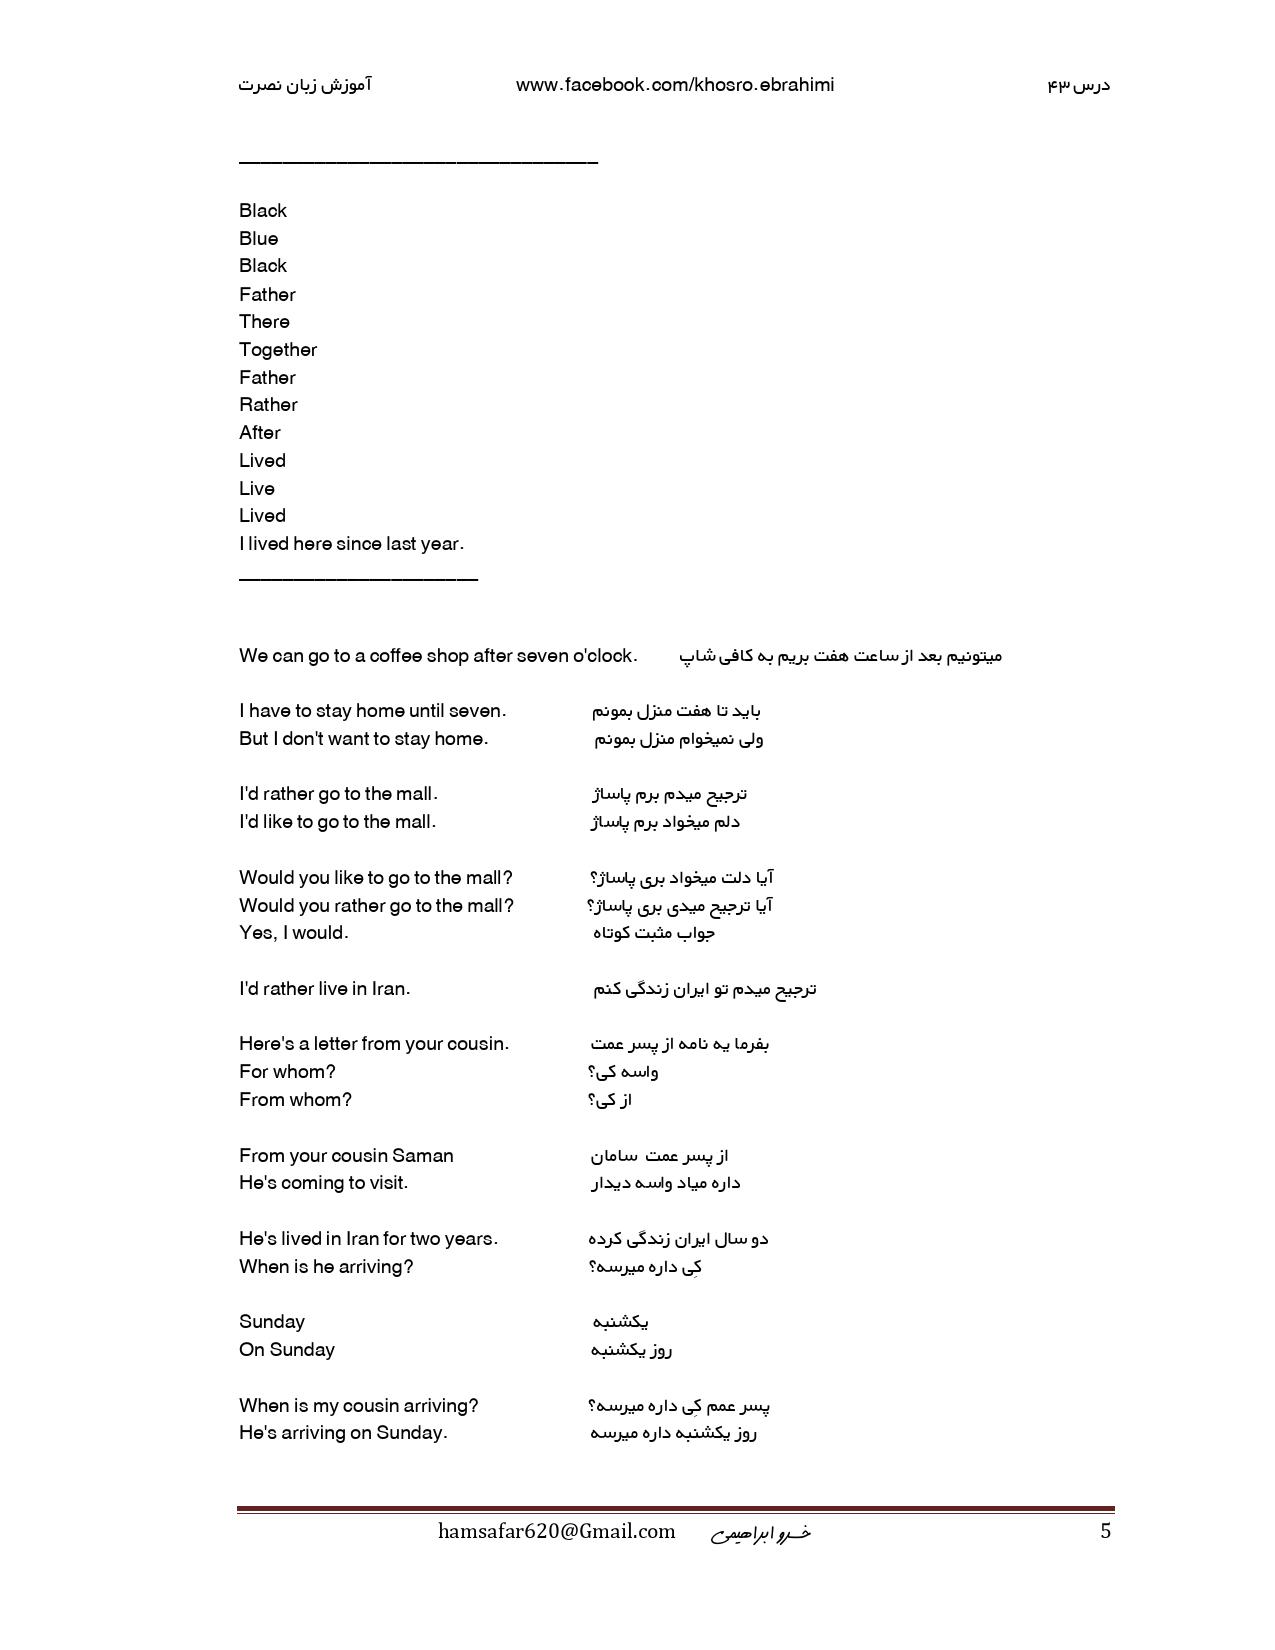 آموزش زبان نصرت www.facebook.com/khosro.ebrahimi درس ۴۳
Black
Blue
Black
Father
There
Together
Father
Rather
After
Lived
Live
Lived
I lived here since last year.
We can go to a coffee shop after seven o'clock. میتونیم بعد از ساعت هفت بریم به کافی شاپ
I have to stay home until seven. باید تا هفت منزل بمونم
But I don't want to stay home. ولی نمیخوام منزل بمونم
I'd rather go to the mall. ترجیح میدم برم پاساژ
I'd like to go to the mall. دلم میخواد برم پاساژ
Would you like to go to the mall? آیا دلت میخواد بری پاساژ؟
Would you rather go to the mall? آیا ترجیح میدی بری پاساژ؟
Yes, I would. جواب مثبت کوتاه
I'd rather live in Iran. ترجیح میدم تو ایران زندگی کنم
Here's a letter from your cousin. بفرما یه نامه از پسر عمت
For whom? واسه کی؟
From whom? از کی؟
From your cousin Saman از پسر عمت سامان
He's coming to visit. داره میاد واسه دیدار
He's lived in Iran for two years. دو سال ایران زندگی کرده
When is he arriving? کِی داره میرسه؟
Sunday یکشنبه
On Sunday روز یکشنبه
When is my cousin arriving? پسر عمم کِی داره میرسه؟
He's arriving on Sunday. روز یکشنبه داره میرسه
hamsafar620@Gmail.com خسرو ابراهیمی 5